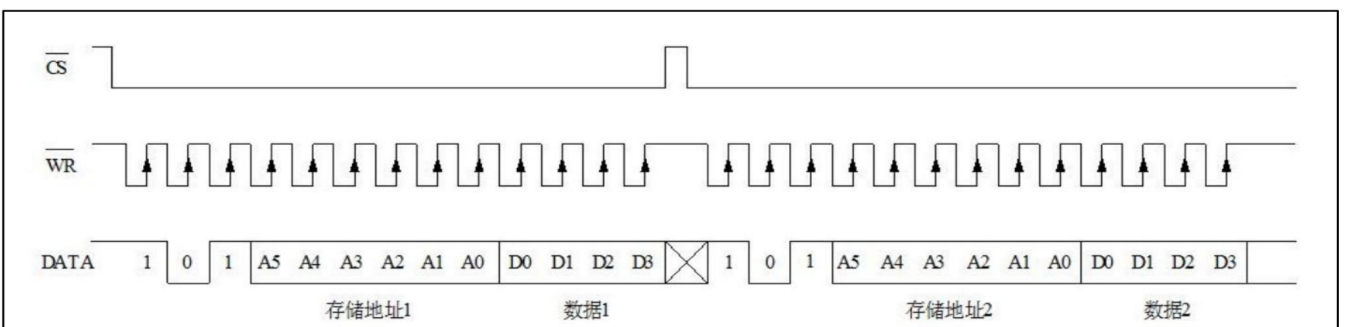 CS
WR
DATA 1 0 1 A5 A4 A3 A2 A1 A0 D0 D1 D2 D3 1 0 1 A5 A4 A3 A2 A1 A0 D0 D1 D2 D3
存储地址1 数据1 存储地址2 数据2